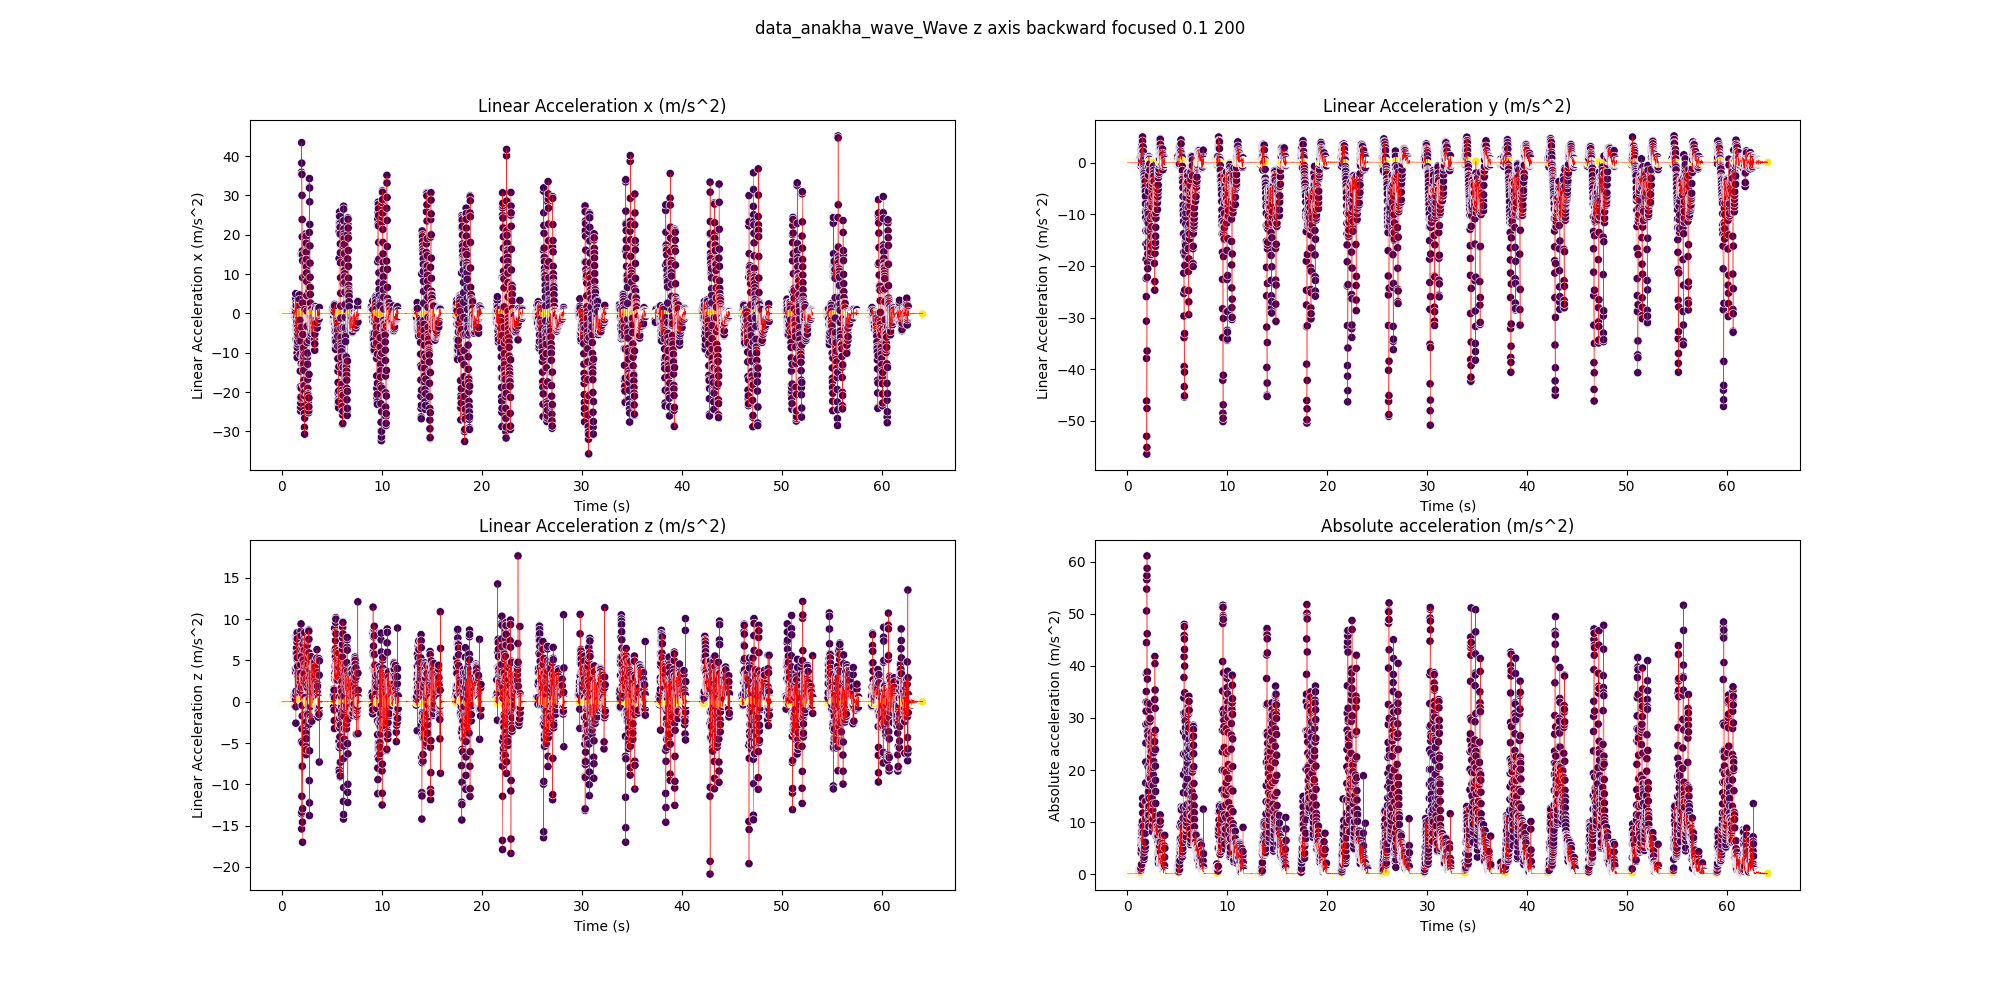 data_anakha_wave_Wave z axis backward focused 0.1 200
Linear Acceleration x (m/s^2)
Linear Acceleration x (m/s^2)
40
30
20
10
0
−10
−20
−30
0 10 20 30 40 50 60
Time (s)
Linear Acceleration y (m/s^2)
Linear Acceleration y (m/s^2)
0
−10
−20
−30
−40
−50
0 10 20 30 40 50 60
Time (s)
Linear Acceleration z (m/s^2)
Linear Acceleration z (m/s^2)
15
10
5
0
−5
−10
−15
−20
0 10 20 30 40 50 60
Time (s)
Absolute acceleration (m/s^2)
Absolute acceleration (m/s^2)
60
50
40
30
20
10
0
0 10 20 30 40 50 60
Time (s)